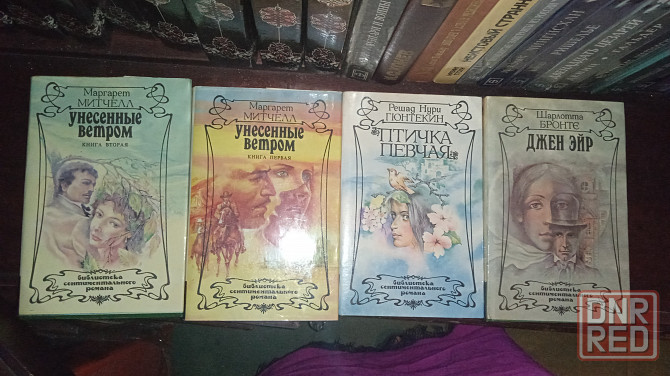 Маргарет
МИТЧЕЛЛ
УНЕСЕННЫЕ
ВЕТРОМ
КНИГА ВТОРАЯ
библиотека
сентиментального
романа
Маргарет
МИТЧЕЛЛ
УНЕСЕННЫЕ
ВЕТРОМ
КНИГА ПЕРВАЯ
библиотека
сентиментального
романа
Решад Нури
ГЮНТЕКИН
ПТИЧКА
ПЕВЧАЯ
библиотека
сентиментального
романа
Шарлотта
БРОНТЕ
ДЖЕН ЭЙР
библиотека
сентиментального
романа
DNR
RED